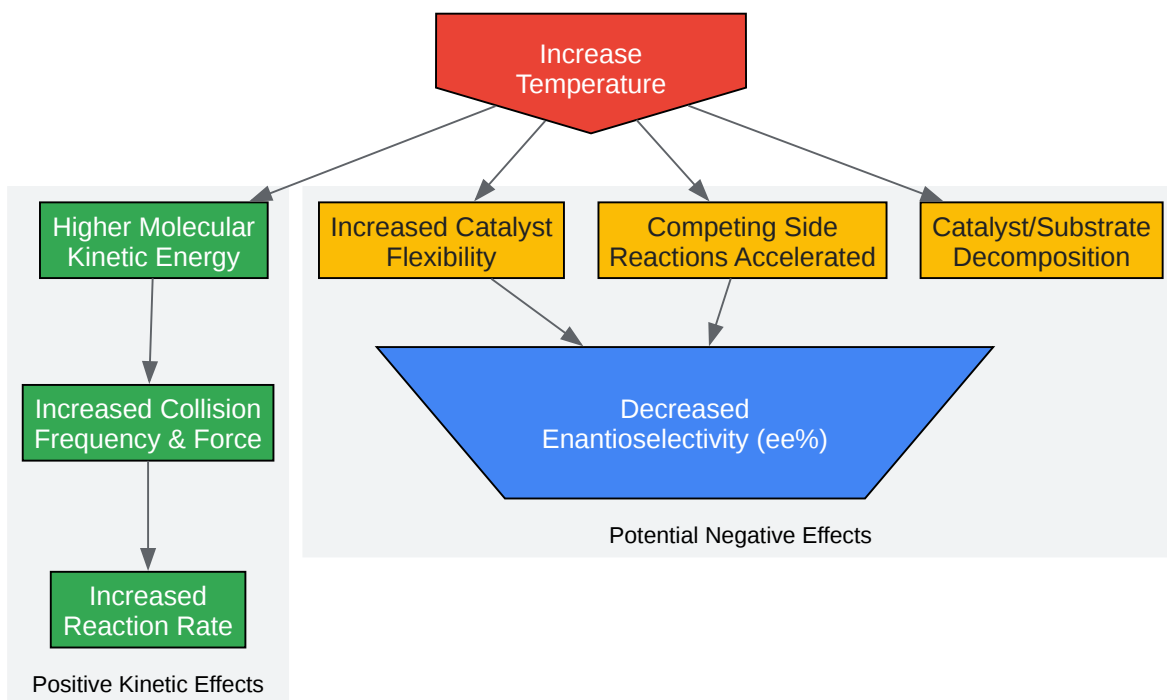 Increase
Temperature
Higher Molecular
Kinetic Energy
Increased Catalyst
Flexibility
Competing Side
Reactions Accelerated
Catalyst/Substrate
Decomposition
Increased Collision
Frequency & Force
Decreased
Enantioselectivity (ee%)
Potential Negative Effects
Increased
Reaction Rate
Positive Kinetic Effects